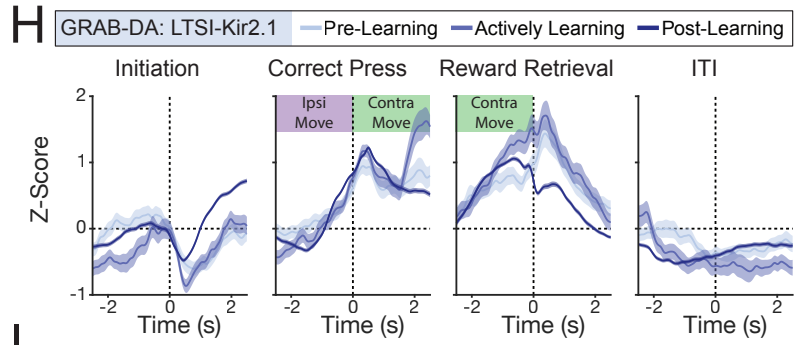 H
GRAB-DA: LTSI-Kir2.1 Pre-Learning Actively Learning Post-Learning
Initiation Correct Press Reward Retrieval ITI
Ipsi Move
Contra Move
Contra Move
Z-Score
2
1
0
-1
-2 0 2 -2 0 2 -2 0 2 -2 0 2
Time (s) Time (s) Time (s) Time (s)